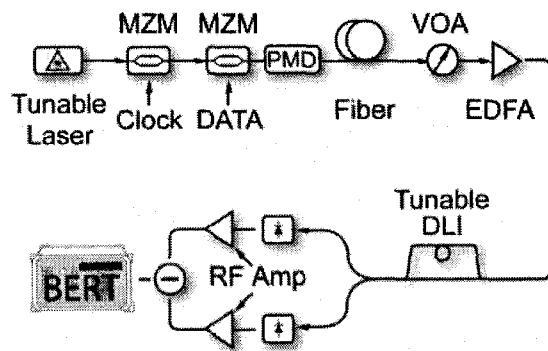 MZM MZM VOA
PMD
Tunable Laser Clock DATA Fiber EDFA
Tunable DLI
RF Amp
BERT